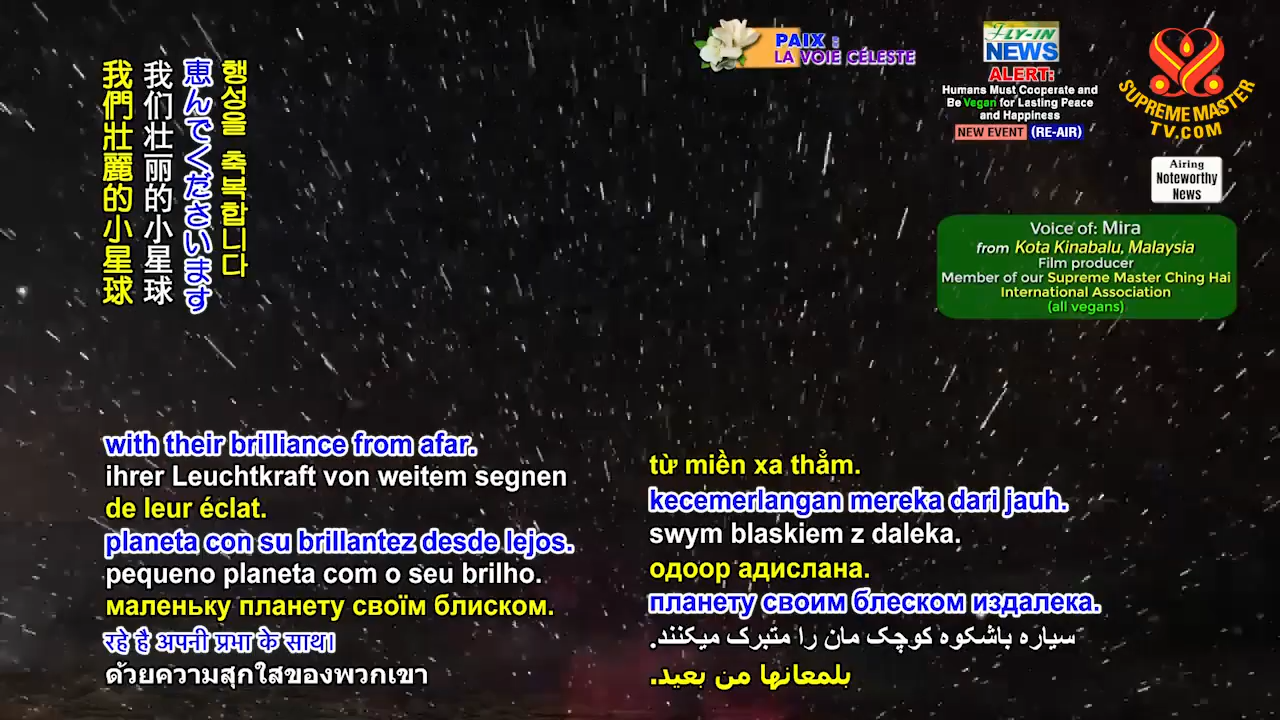 PAIX :
LA VOIE CÉLESTE
FLY-IN
NEWS
ALERT:
Humans Must Cooperate and
Be Vegan for Lasting Peace
and Happiness
NEW EVENT (RE-AIR)
SUPREME MASTER
TV.COM
Airing
Noteworthy
News
Voice of: Mira
from Kota Kinabalu, Malaysia
Film producer
Member of our Supreme Master Ching Hai
International Association
(all vegans)
행성을 축복합니다
恵んでくださいます
我们壮丽的小星球
我們壯麗的小星球
with their brilliance from afar.
ihrer Leuchtkraft von weitem segnen
de leur éclat.
planeta con su brillantez desde lejos.
pequeno planeta com o seu brilho.
маленьку планету своїм блиском.
रहे है अपनी प्रभा के साथ।
ด้วยความสุกใสของพวกเขา
từ miền xa thẳm.
kecemerlangan mereka dari jauh.
swym blaskiem z daleka.
одоор адислана.
планету своим блеском издалека.
سیاره باشکوه کوچک مان را متبرک میکنند.
بلمعانها من بعيد.